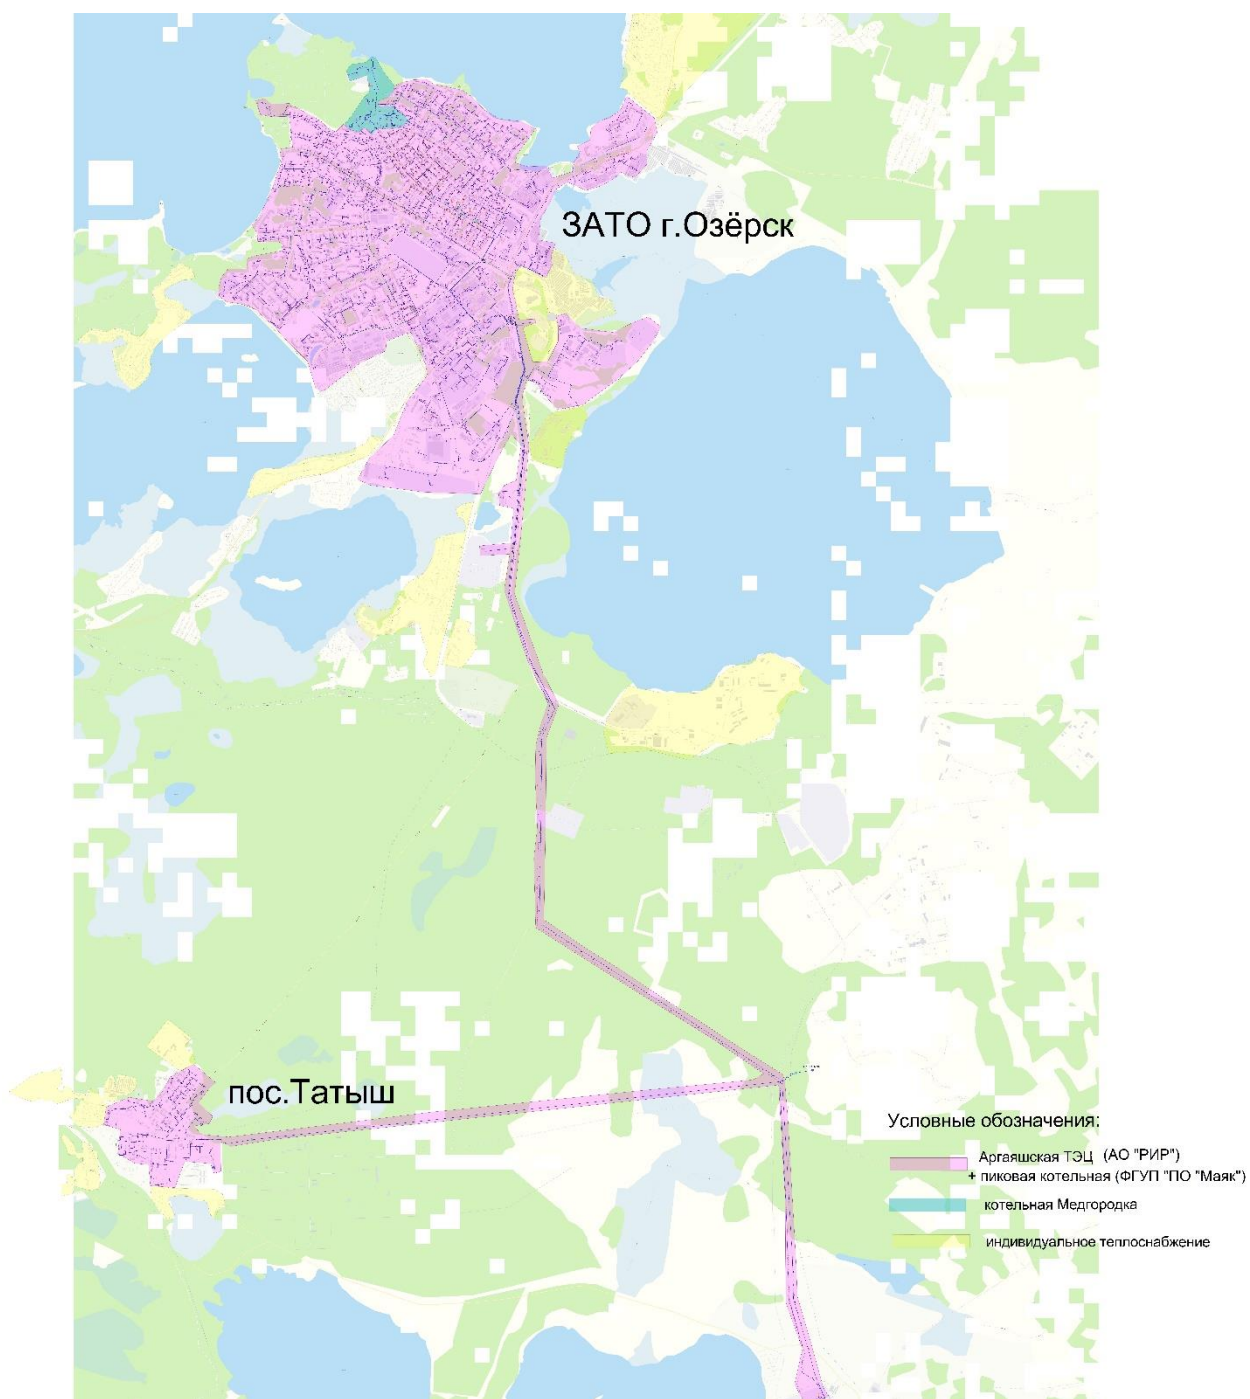 ЗАТО г.Озёрск
пос.Татыш
Условные обозначения:
Аргаяшская ТЭЦ (АО "РИР")
+ пиковая котельная (ФГУП "ПО "Маяк")
котельная Медгородка
индивидуальное теплоснабжение